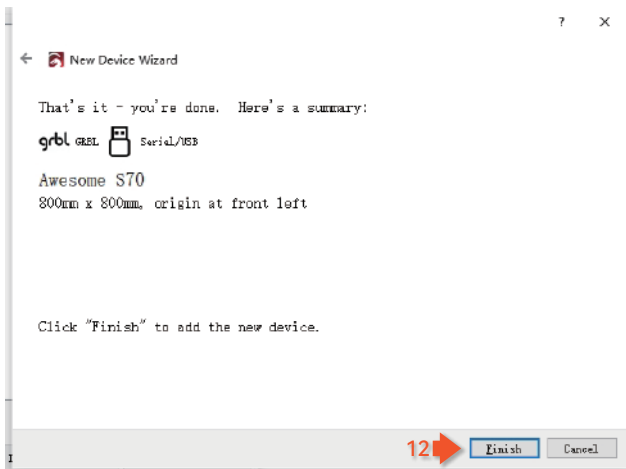 ? ×
← New Device Wizard
That's it - you're done. Here's a summary:
grbl GRBL Serial/USB
Awesome S70
800mm x 800mm, origin at front left
Click "Finish" to add the new device.
12 Finish Cancel